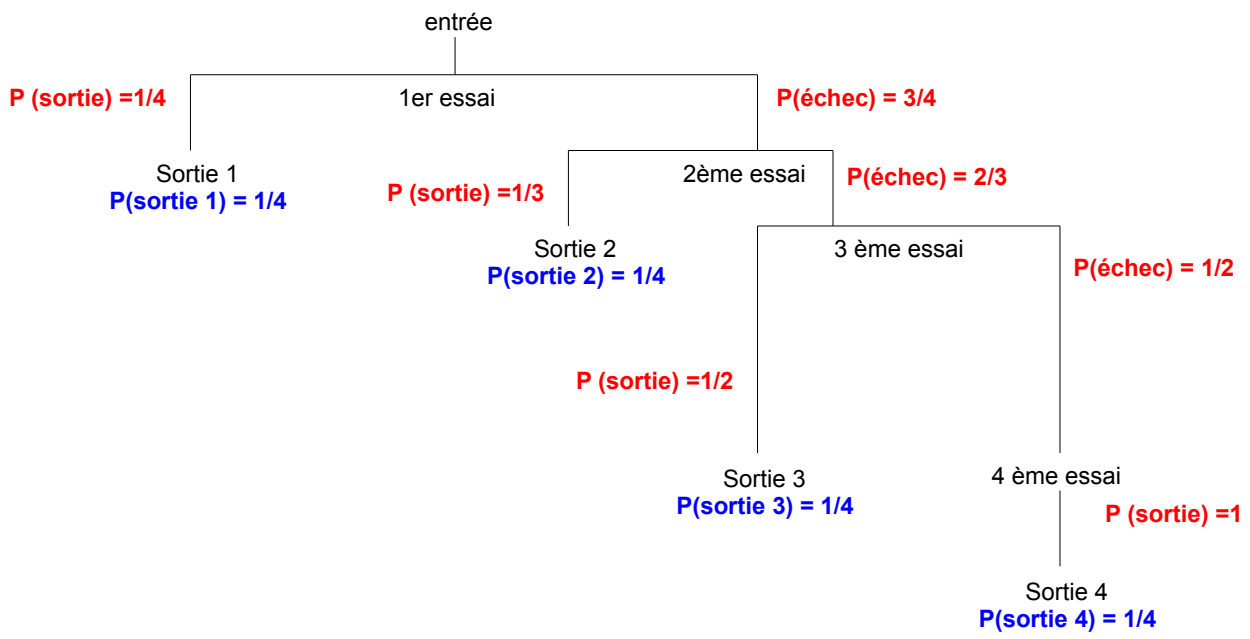 entrée
P (sortie) =1/4
1er essai
P(échec) = 3/4
Sortie 1
P(sortie 1) = 1/4
P (sortie) =1/3
2ème essai
P(échec) = 2/3
Sortie 2
P(sortie 2) = 1/4
3 ème essai
P(échec) = 1/2
P (sortie) =1/2
Sortie 3
P(sortie 3) = 1/4
4 ème essai
P (sortie) =1
Sortie 4
P(sortie 4) = 1/4